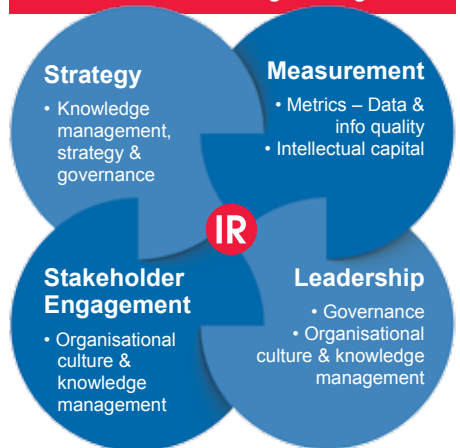 Strategy
• Knowledge
management,
strategy &
governance
Measurement
• Metrics – Data &
info quality
• Intellectual capital
IR
Stakeholder
Engagement
• Organisational
culture &
knowledge
management
Leadership
• Governance
• Organisational
culture & knowledge
management